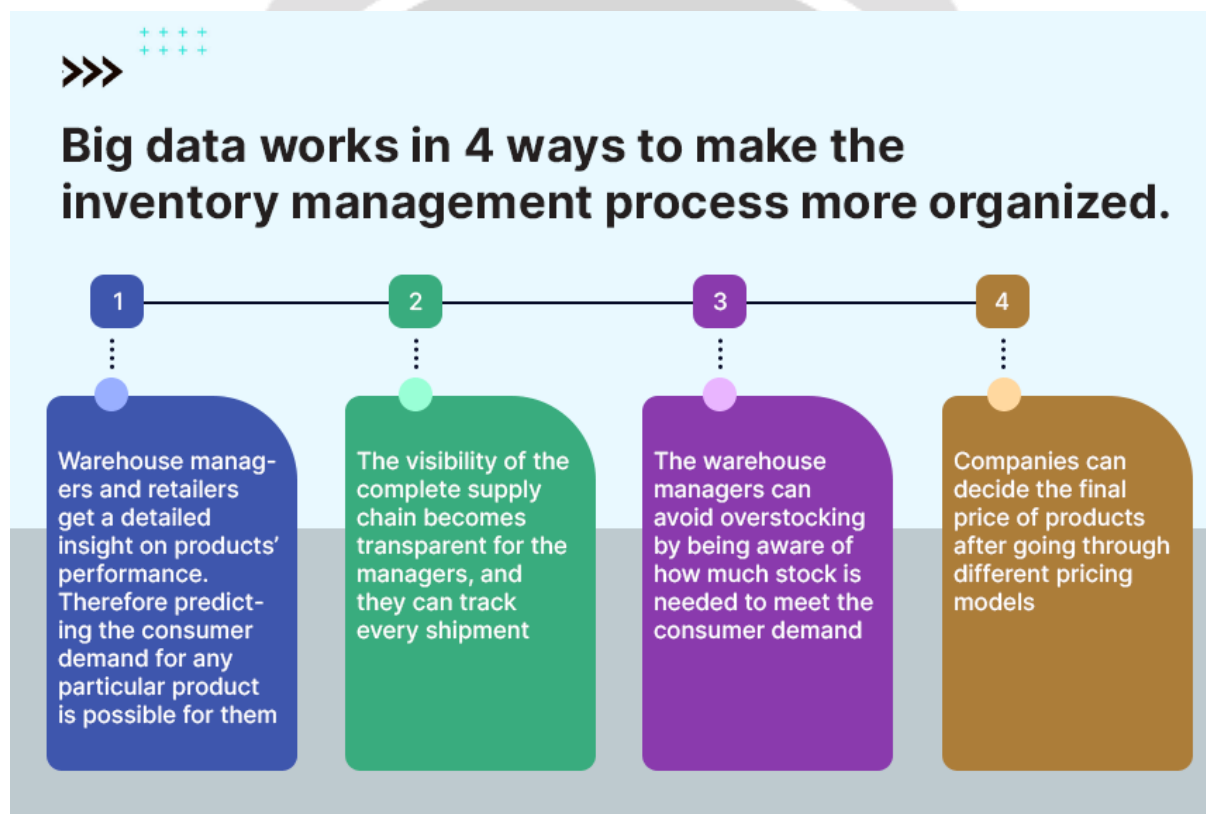 Big data works in 4 ways to make the
inventory management process more organized.
1
2
3
4
Warehouse manag-
ers and retailers
get a detailed
insight on products’
performance.
Therefore predict-
ing the consumer
demand for any
particular product
is possible for them
The visibility of the
complete supply
chain becomes
transparent for the
managers, and
they can track
every shipment
The warehouse
managers can
avoid overstocking
by being aware of
how much stock is
needed to meet the
consumer demand
Companies can
decide the final
price of products
after going through
different pricing
models